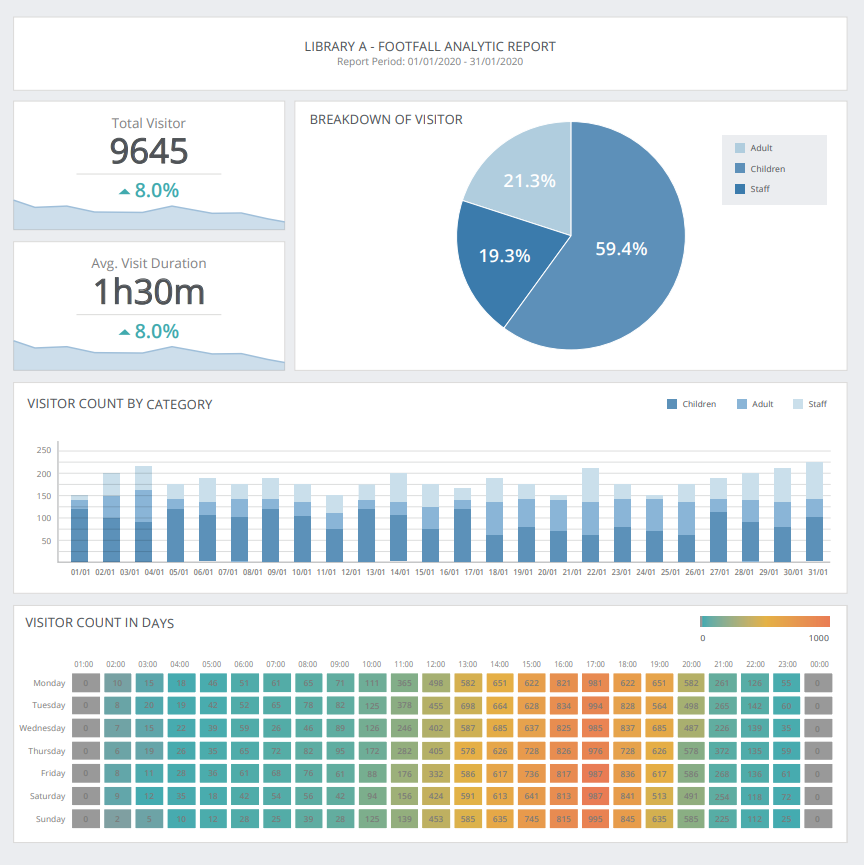 LIBRARY A - FOOTFALL ANALYTIC REPORT
Report Period: 01/01/2020 - 31/01/2020
Total Visitor
9645
8.0%
Avg. Visit Duration
1h30m
8.0%
BREAKDOWN OF VISITOR
21.3%
19.3%
59.4%
Adult
Children
Staff
VISITOR COUNT BY CATEGORY
Children Adult Staff
250
200
150
100
50
01/01 02/01 03/01 04/01 05/01 06/01 07/01 08/01 09/01 10/01 11/01 12/01 13/01 14/01 15/01 16/01 17/01 18/01 19/01 20/01 21/01 22/01 23/01 24/01 25/01 26/01 27/01 28/01 29/01 30/01 31/01
VISITOR COUNT IN DAYS
0 1000
01:00 02:00 03:00 04:00 05:00 06:00 07:00 08:00 09:00 10:00 11:00 12:00 13:00 14:00 15:00 16:00 17:00 18:00 19:00 20:00 21:00 22:00 23:00 00:00
Monday 0 10 15 18 46 51 61 65 71 111 365 498 582 651 622 821 981 622 651 582 261 126 55 0
Tuesday 0 8 20 19 42 52 65 78 82 125 378 455 698 664 628 834 994 828 564 498 265 142 60 0
Wednesday 0 7 15 22 39 59 26 46 89 126 246 402 587 685 637 825 985 837 685 487 226 139 35 0
Thursday 0 6 19 26 35 65 72 82 95 172 282 405 578 626 728 826 976 728 626 578 372 135 59 0
Friday 0 8 11 28 36 61 68 76 61 88 176 332 586 617 736 817 987 836 617 586 268 136 61 0
Saturday 0 9 12 35 18 42 54 56 42 94 156 424 591 613 641 813 987 841 513 491 254 118 72 0
Sunday 0 2 5 10 12 28 25 39 28 125 139 453 585 635 745 815 995 845 635 585 225 112 25 0